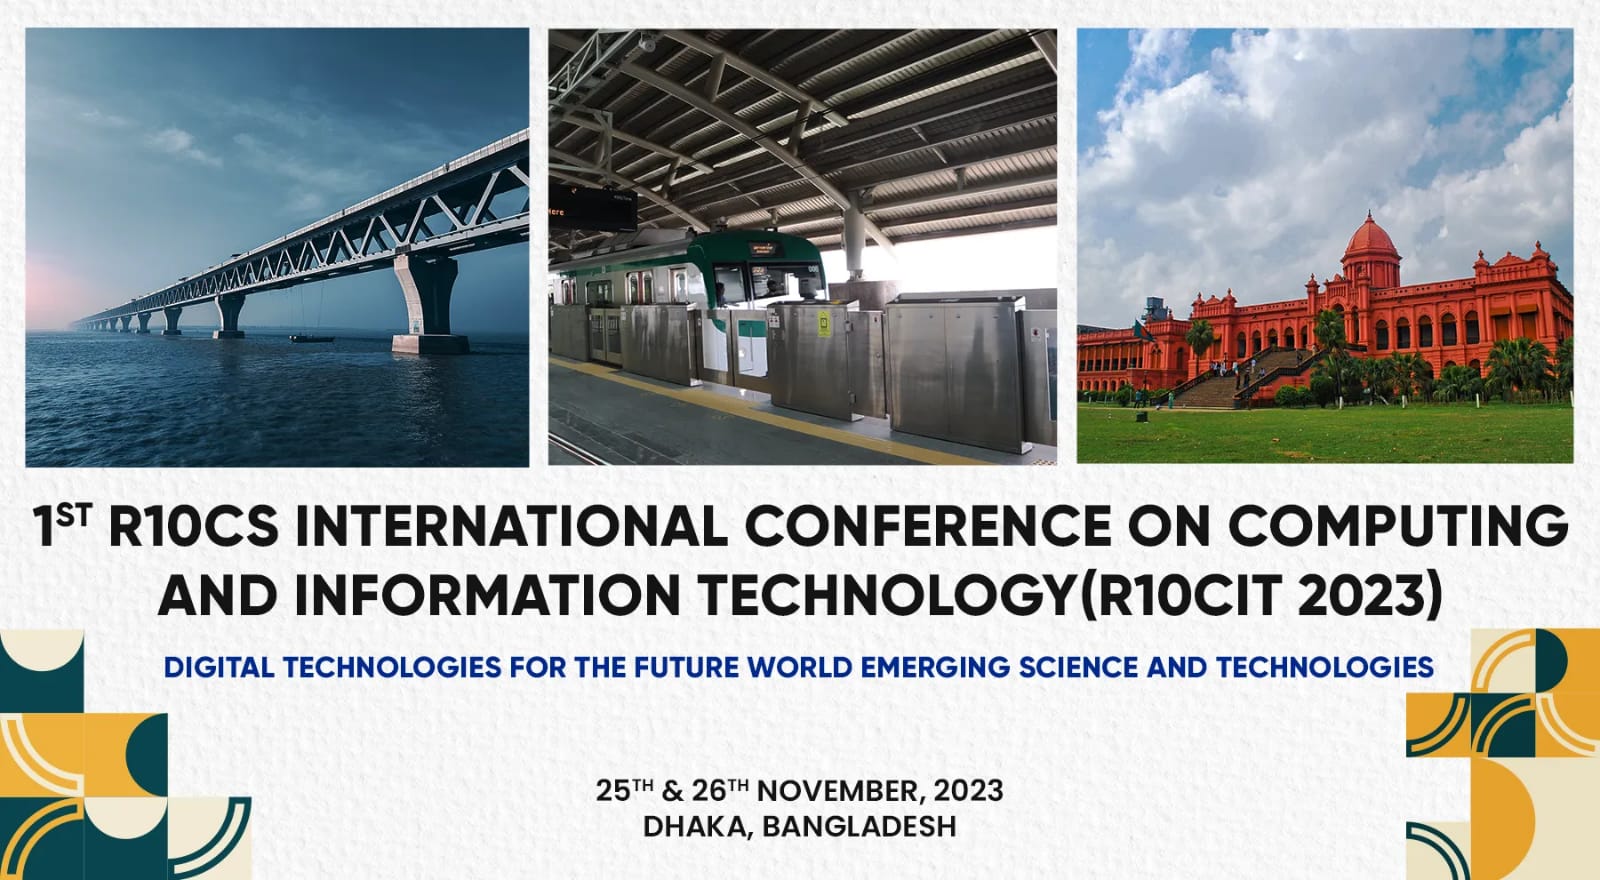 1ST R10CS INTERNATIONAL CONFERENCE ON COMPUTING
AND INFORMATION TECHNOLOGY(R10CIT 2023)
DIGITAL TECHNOLOGIES FOR THE FUTURE WORLD EMERGING SCIENCE AND TECHNOLOGIES
25TH & 26TH NOVEMBER, 2023
DHAKA, BANGLADESH